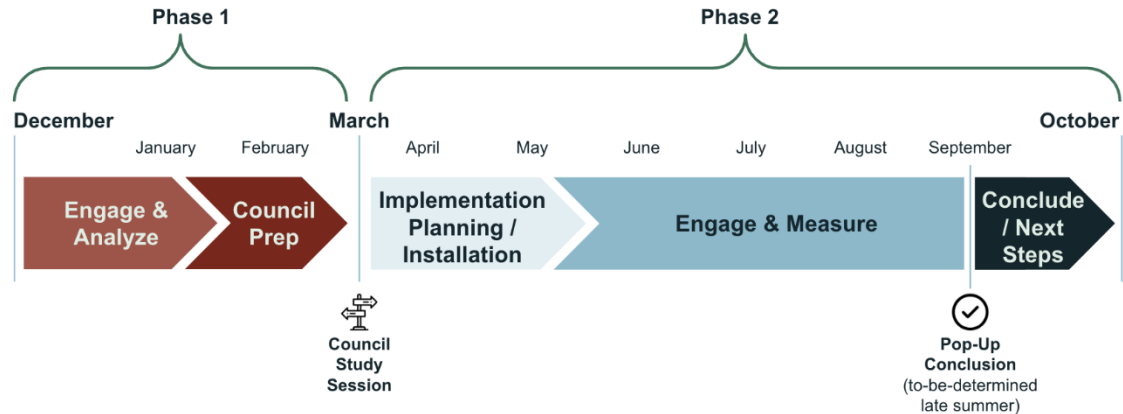 Phase 1
Phase 2
December
March
October
January
February
April
May
June
July
August
September
Engage &
Analyze
Council
Prep
Implementation
Planning /
Installation
Engage & Measure
Conclude
/ Next
Steps
Council
Study
Session
Pop-Up
Conclusion
(to-be-determined
late summer)